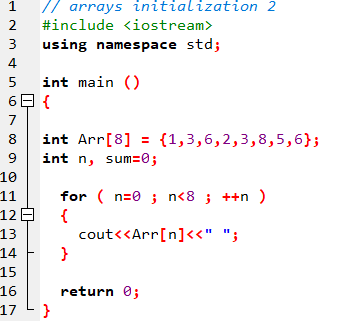 1 // arrays initialization 2
2 #include <iostream>
3 using namespace std;
4
5 int main ()
6 {
7
8 int Arr[8] = {1,3,6,2,3,8,5,6};
9 int n, sum=0;
10
11 for ( n=0 ; n<8 ; ++n )
12 {
13 cout<<Arr[n]<<" ";
14 }
15
16 return 0;
17 }